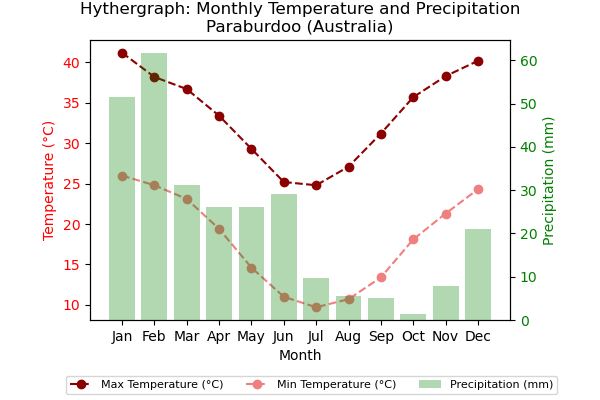 Hythergraph: Monthly Temperature and Precipitation
Paraburdoo (Australia)
Temperature (°C)
40
35
30
25
20
15
10
60
50
40
30
20
10
0
Precipitation (mm)
Jan Feb Mar Apr May Jun Jul Aug Sep Oct Nov Dec
Month
Max Temperature (°C) Min Temperature (°C) Precipitation (mm)